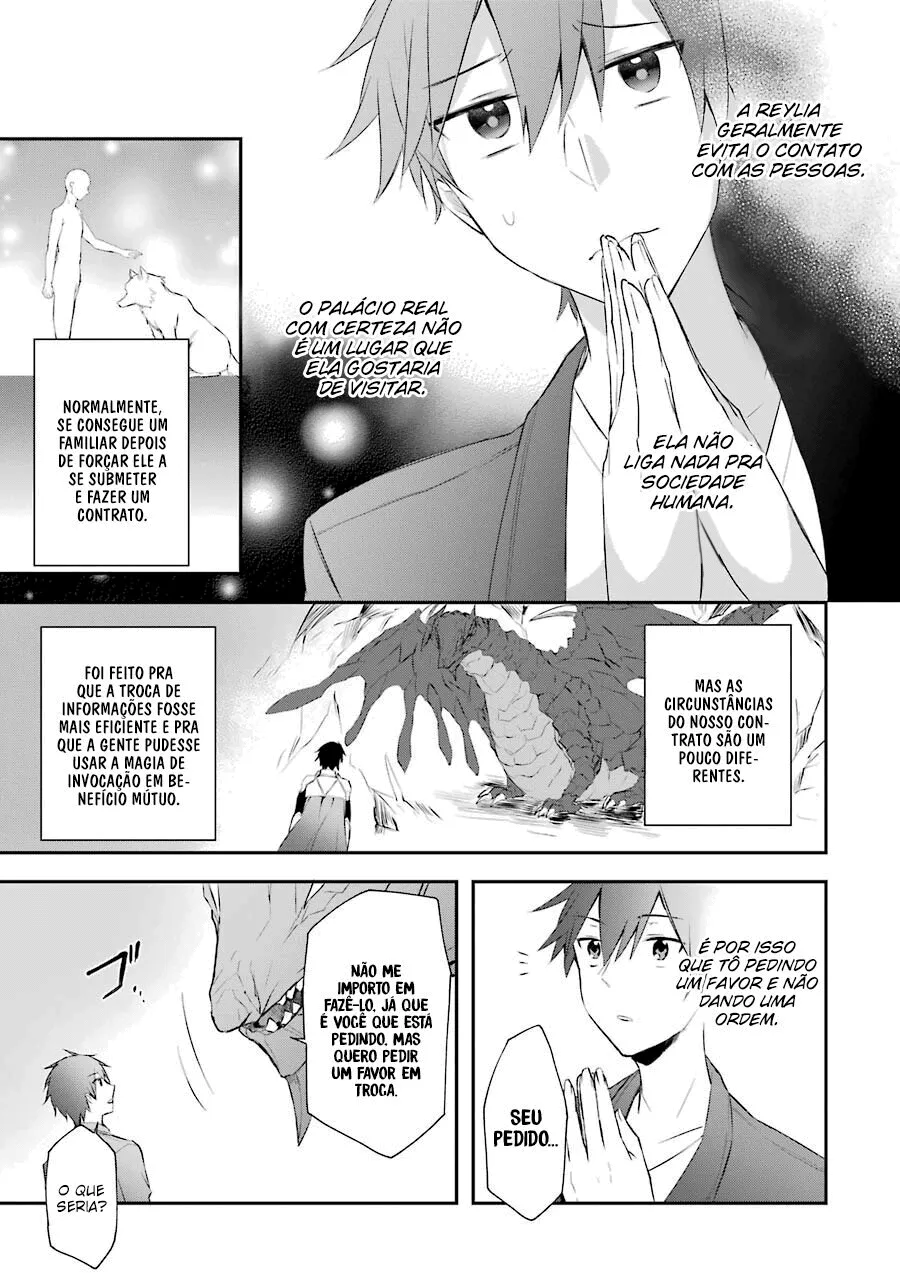 A REYLIA
GERALMENTE
EVITA O CONTATO
COM AS PESSOAS.
O PALÁCIO REAL
COM CERTEZA NÃO
É UM LUGAR QUE
ELA GOSTARIA
DE VISITAR.
ELA NÃO
LIGA NADA PRA
SOCIEDADE
HUMANA.
NORMALMENTE,
SE CONSEGUE UM
FAMILIAR DEPOIS
DE FORÇAR ELE A
SE SUBMETER
E FAZER UM
CONTRATO.
MAS AS
CIRCUNSTÂNCIAS
DO NOSSO CON-
TRATO SÃO UM
POUCO DIFE-
RENTES.
FOI FEITO PRA
QUE A TROCA DE
INFORMAÇÕES FOSSE
MAIS EFICIENTE E PRA
QUE A GENTE PUDESSE
USAR A MAGIA DE
INVOCAÇÃO EM BE-
NEFÍCIO MÚTUO.
É POR ISSO
QUE TÔ PEDINDO
UM FAVOR E NÃO
DANDO UMA
ORDEM.
SEU
PEDIDO...
NÃO ME
IMPORTO EM
FAZÊ-LO, JÁ QUE
É VOCÊ QUE ESTÁ
PEDINDO, MAS
QUERO PEDIR
UM FAVOR EM
TROCA.
ズ
O QUE
SERIA?